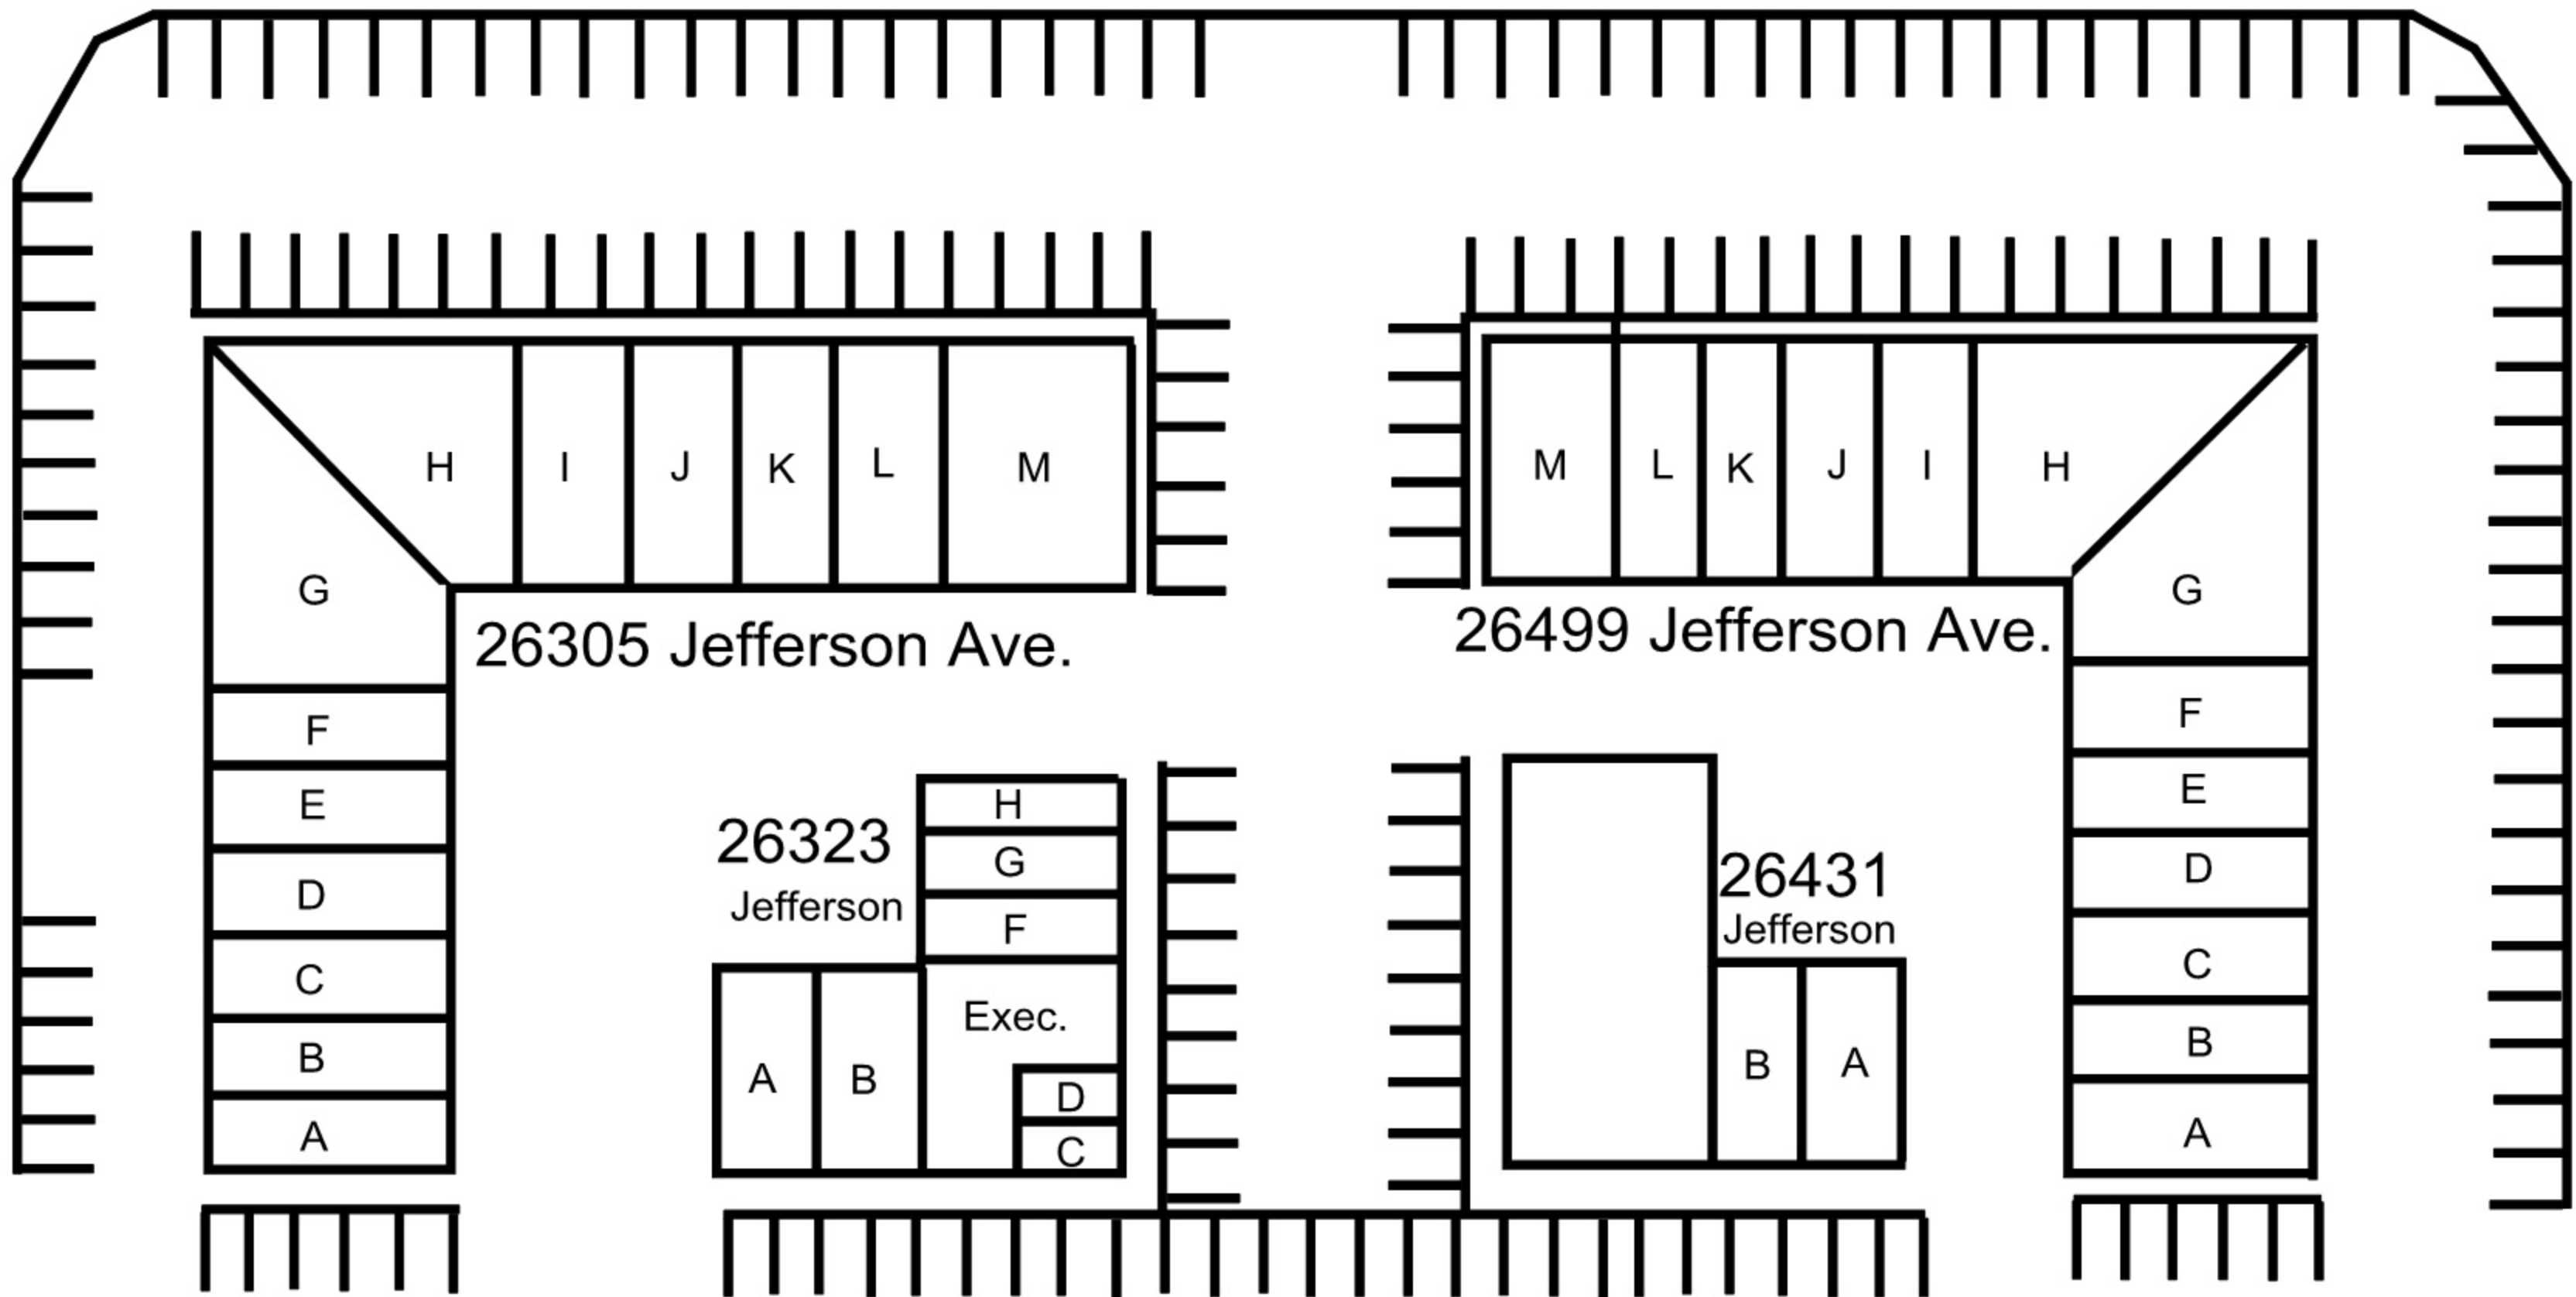 H I J K L M
G
26305 Jefferson Ave.
F
E
D
C
B
A
26323
Jefferson
H
G
F
Exec.
A B
D
C
M L K J I H
G
26499 Jefferson Ave.
F
E
D
C
B
A
26431
Jefferson
B A